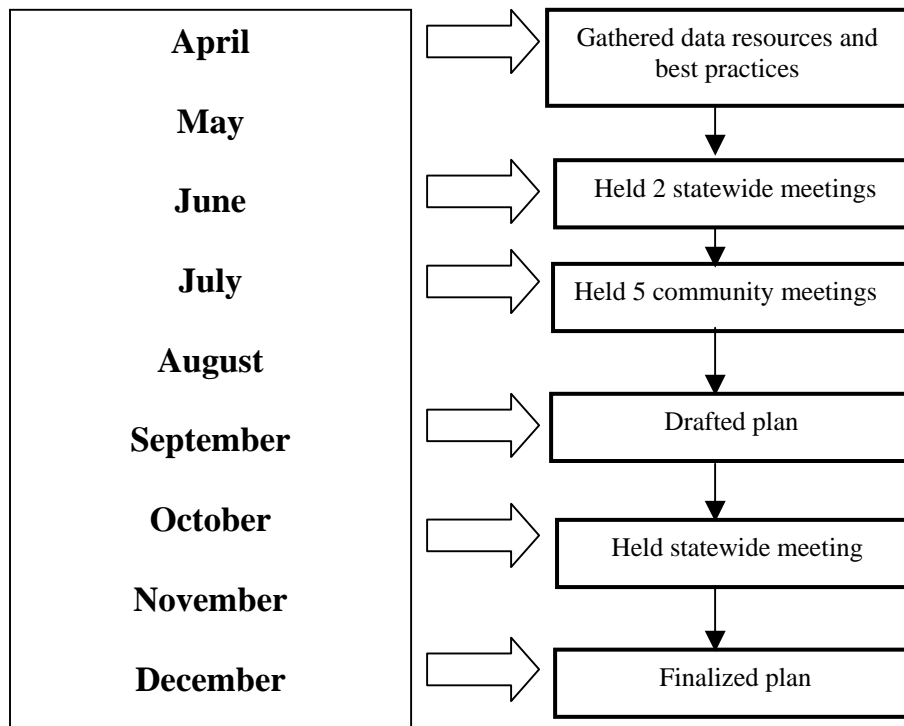 April
Gathered data resources and
best practices
May
June
Held 2 statewide meetings
July
Held 5 community meetings
August
September
Drafted plan
October
Held statewide meeting
November
December
Finalized plan